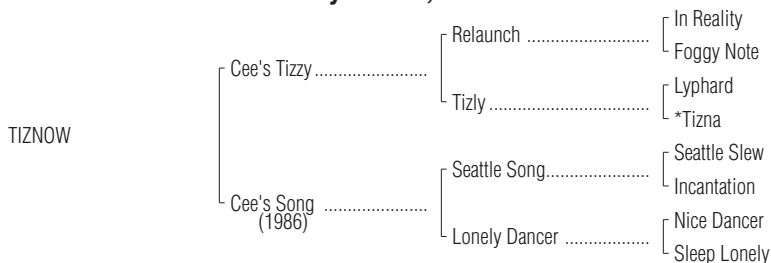 In Reality
Relaunch ..............................
Foggy Note
Cee's Tizzy ...........................
Lyphard
Tizly .......................................
*Tizna
TIZNOW
Seattle Slew
Seattle Song .........................
Incantation
Cee's Song .........................
(1986)
Nice Dancer
Lonely Dancer ....................
Sleep Lonely